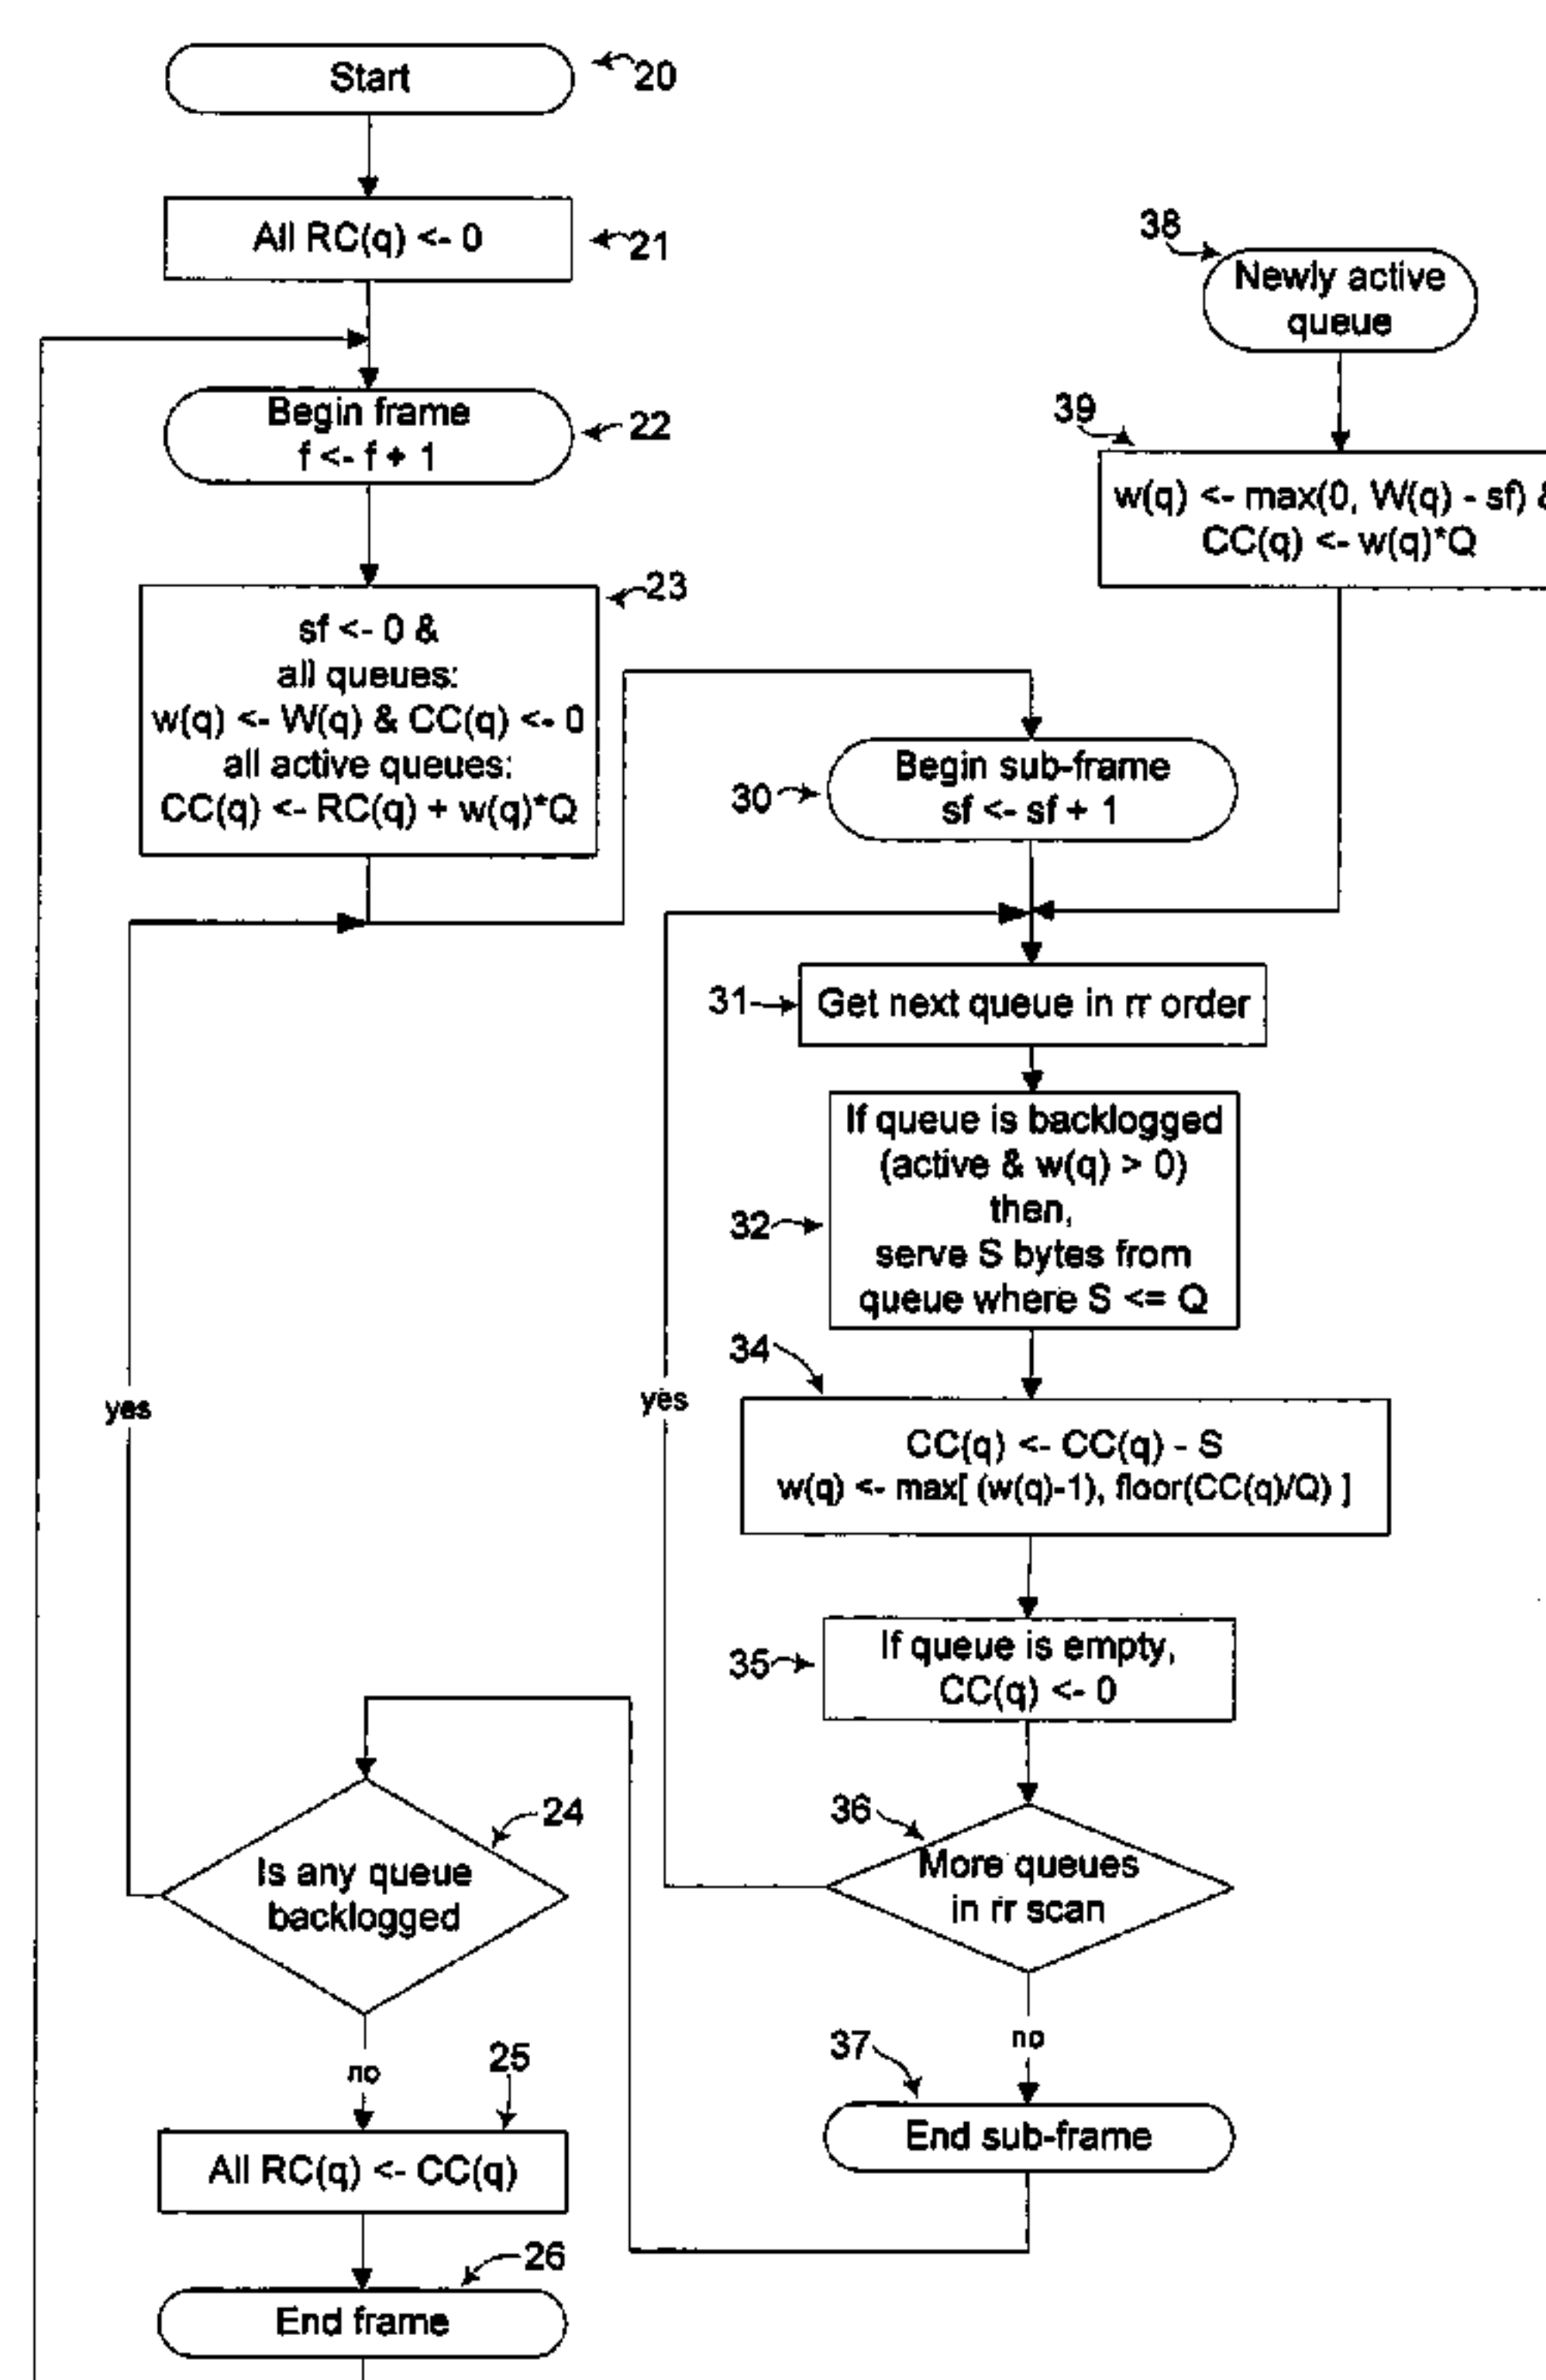 Start
20
All RC(q) <- 0
21
Begin frame
f <- f + 1
22
23
sf <- 0 &
all queues:
w(q) <- W(q) & CC(q) <- 0
all active queues:
CC(q) <- RC(q) + w(q)*Q
38
Newly active
queue
39
w(q) <- max(0, W(q) - sf) &
CC(q) <- w(q)*Q
Begin sub-frame
sf <- sf + 1
30
31
Get next queue in rr order
If queue is backlogged
(active & w(q) > 0)
then,
serve S bytes from
queue where S <= Q
32
34
CC(q) <- CC(q) - S
w(q) <- max[ (w(q)-1), floor(CC(q)/Q) ]
35
If queue is empty,
CC(q) <- 0
36
More queues
in rr scan
yes
no
37
End sub-frame
24
Is any queue
backlogged
yes
no
25
All RC(q) <- CC(q)
26
End frame